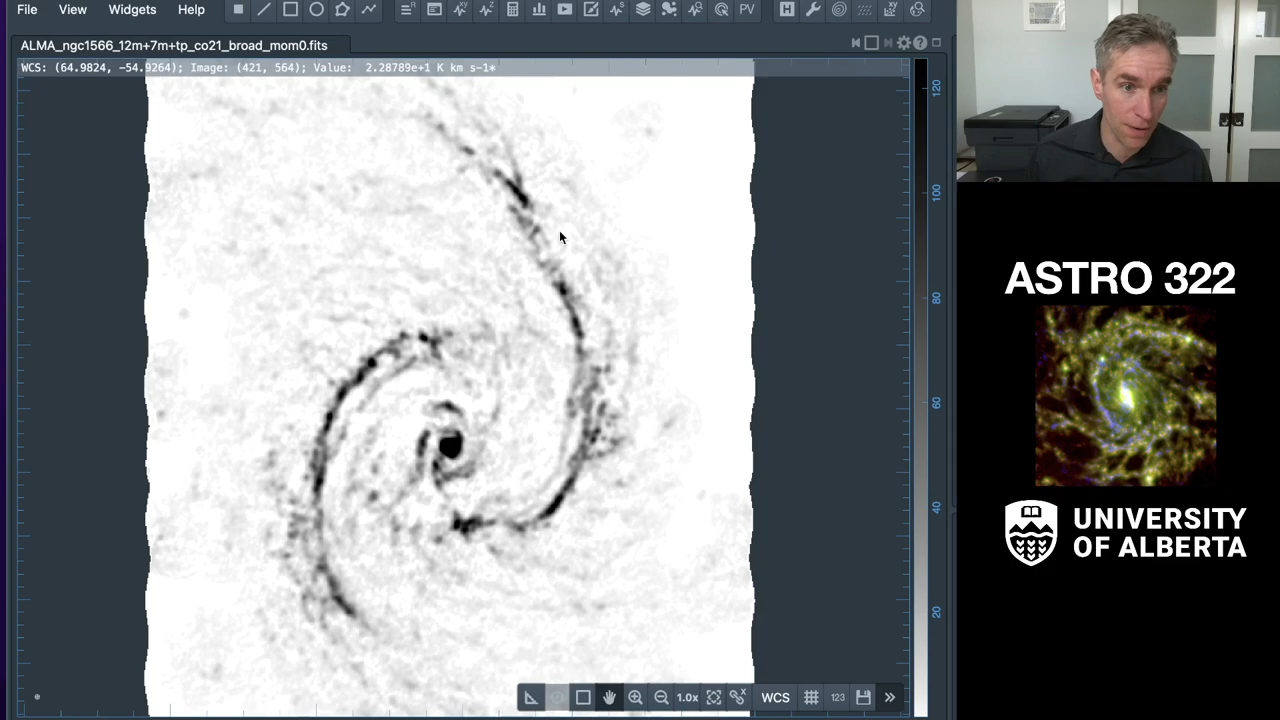 File View Widgets Help
PV
ALMA_ngc1566_12m+7m+tp_co21_broad_mom0.fits
WCS: (64.9824, -54.9264); Image: (421, 564); Value: 2.28789e+1 K km s-1*
120
100
80
60
40
20
1.0x WCS 123 »
ASTRO 322
UNIVERSITY
OF ALBERTA